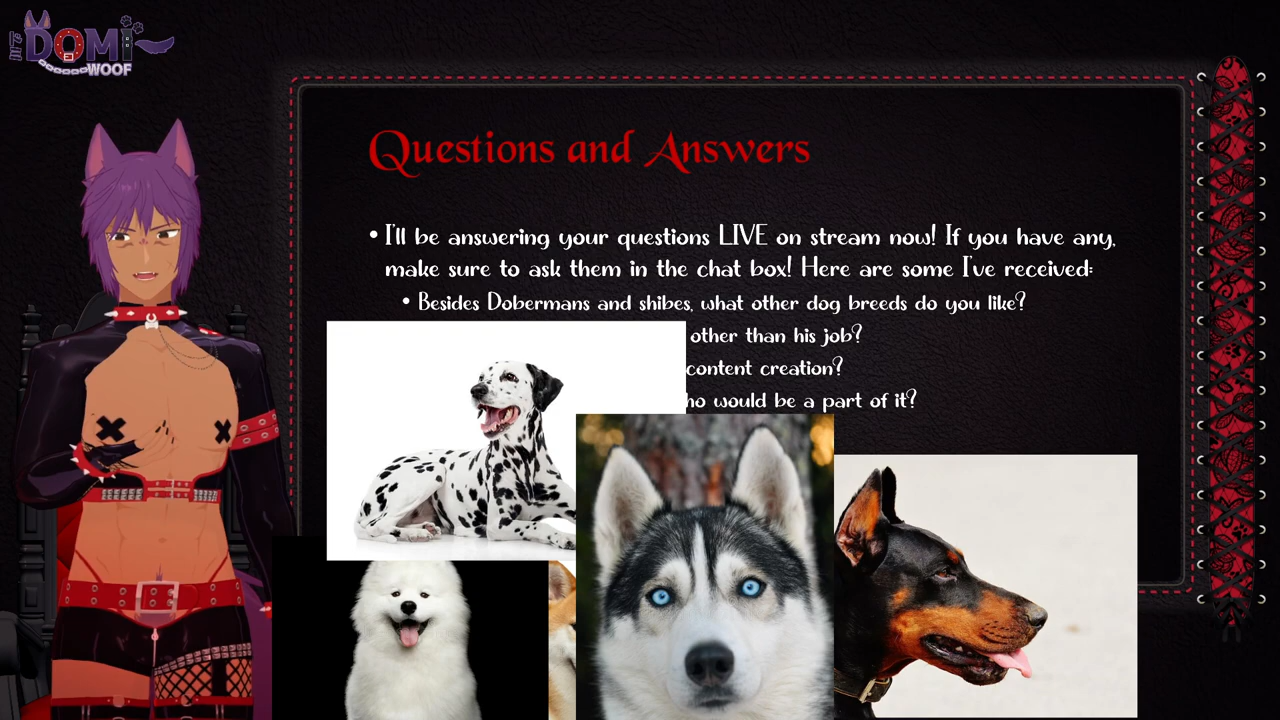 DOMI
WOOF
Questions and Answers
• I'll be answering your questions LIVE on stream now! If you have any,
make sure to ask them in the chat box! Here are some I've received:
• Besides Dobermans and shibes, what other dog breeds do you like?
other than his job?
content creation?
would be a part of it?